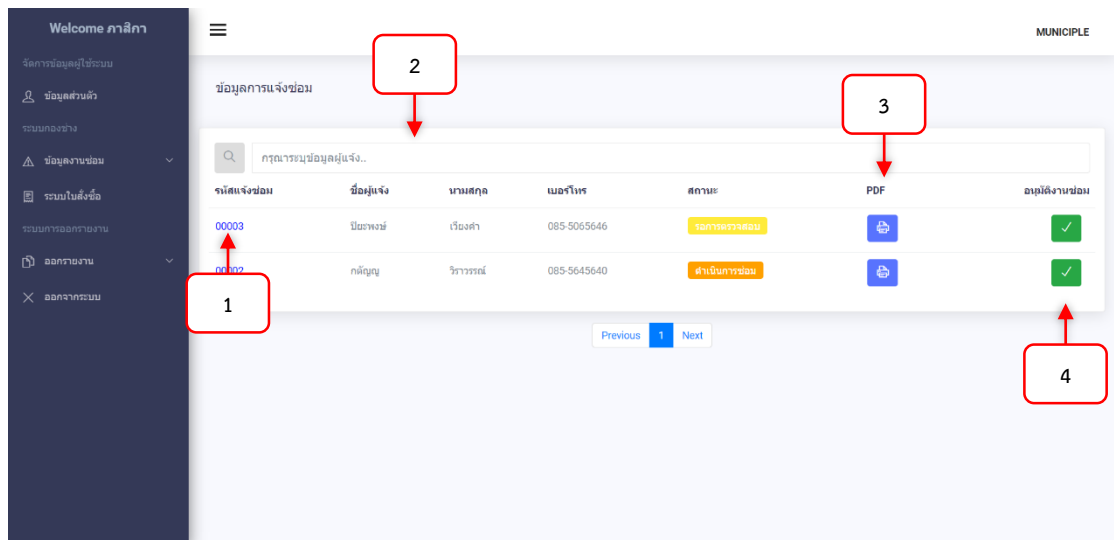 Welcome ภาสิกา
MUNICIPLE
จัดการข้อมูลผู้ใช้ระบบ
ข้อมูลส่วนตัว
ระบบกองช่าง
ข้อมูลงานซ่อม
ระบบใบสั่งซื้อ
ระบบการออกรายงาน
ออกรายงาน
ออกจากระบบ
ข้อมูลการแจ้งซ่อม
2
3
กรุณาระบุข้อมูลผู้แจ้ง..
รหัสแจ้งซ่อม ชื่อผู้แจ้ง นามสกุล เบอร์โทร สถานะ PDF อนุมัติงานซ่อม
00003 ปิยะพงษ์ เวียงคำ 085-5065646 รอการตรวจสอบ
00002 กตัญญู วิราวรรณ์ 085-5645640 ดำเนินการซ่อม
1
Previous 1 Next
4